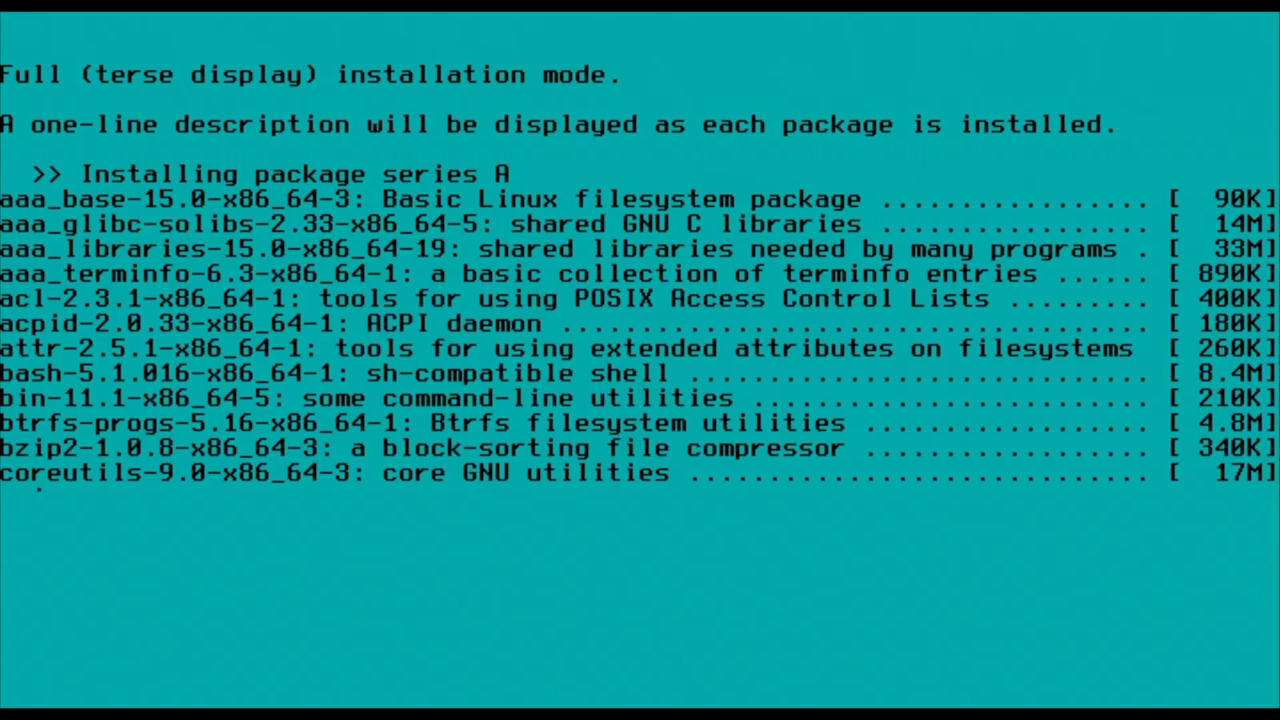 Full (terse display) installation mode.
A one-line description will be displayed as each package is installed.
>> Installing package series A
aaa_base-15.0-x86_64-3: Basic Linux filesystem package ................. [  90K]
aaa_glibc-solibs-2.33-x86_64-5: shared GNU C libraries ................. [  14M]
aaa_libraries-15.0-x86_64-19: shared libraries needed by many programs . [  33M]
aaa_terminfo-6.3-x86_64-1: a basic collection of terminfo entries ...... [ 890K]
acl-2.3.1-x86_64-1: tools for using POSIX Access Control Lists ......... [ 400K]
acpid-2.0.33-x86_64-1: ACPI daemon ..................................... [ 180K]
attr-2.5.1-x86_64-1: tools for using extended attributes on filesystems  [ 260K]
bash-5.1.016-x86_64-1: sh-compatible shell ............................. [ 8.4M]
bin-11.1-x86_64-5: some command-line utilities ......................... [ 210K]
btrfs-progs-5.16-x86_64-1: Btrfs filesystem utilities .................. [ 4.8M]
bzip2-1.0.8-x86_64-3: a block-sorting file compressor .................. [ 340K]
coreutils-9.0-x86_64-3: core GNU utilities ............................. [  17M]